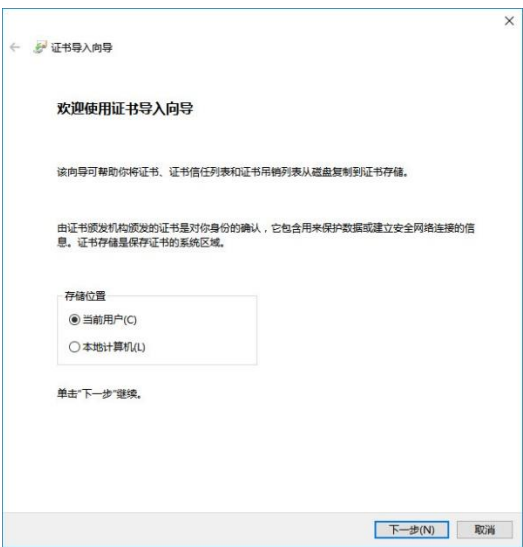 证书导入向导
欢迎使用证书导入向导
该向导可帮助你将证书、证书信任列表和证书吊销列表从磁盘复制到证书存储。
由证书颁发机构颁发的证书是对你身份的确认，它包含用来保护数据或建立安全网络连接的信
息。证书存储是保存证书的系统区域。
存储位置
当前用户(C)
本地计算机(L)
单击"下一步"继续。
下一步(N) 取消